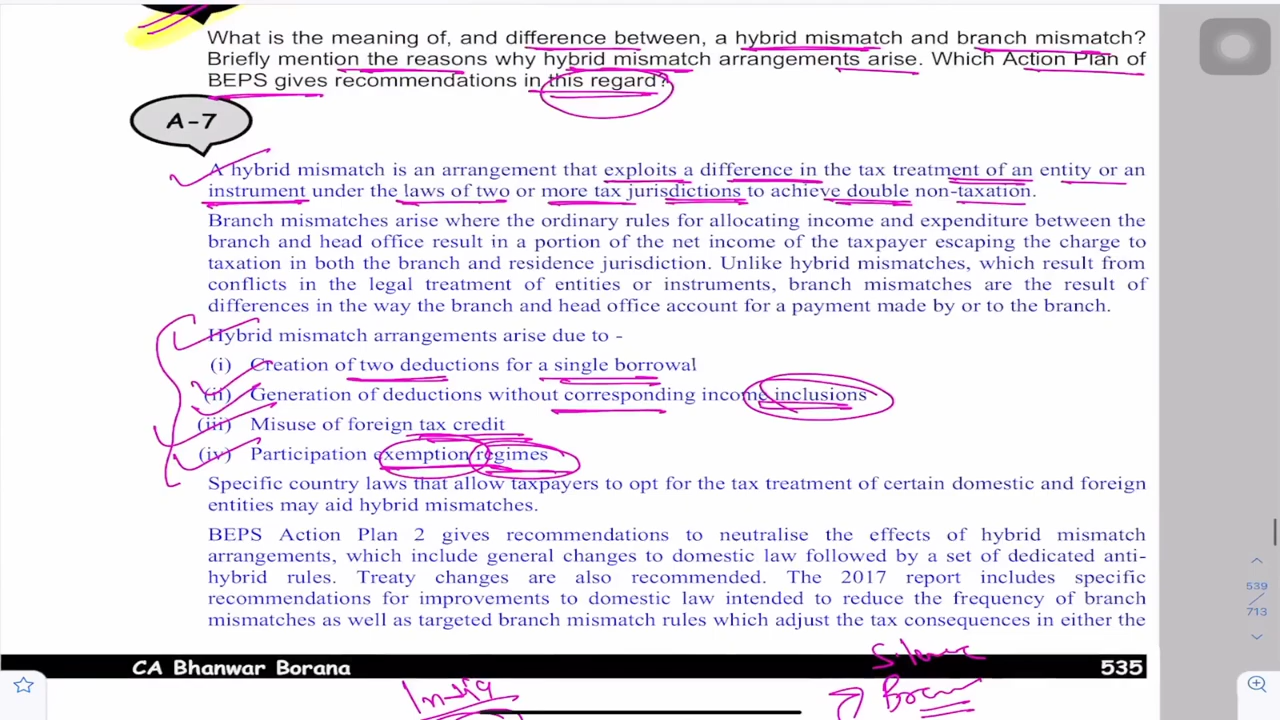 What is the meaning of, and difference between, a hybrid mismatch and branch mismatch?
Briefly mention the reasons why hybrid mismatch arrangements arise. Which Action Plan of
BEPS gives recommendations in this regard?
A-7
A hybrid mismatch is an arrangement that exploits a difference in the tax treatment of an entity or an
instrument under the laws of two or more tax jurisdictions to achieve double non-taxation.
Branch mismatches arise where the ordinary rules for allocating income and expenditure between the
branch and head office result in a portion of the net income of the taxpayer escaping the charge to
taxation in both the branch and residence jurisdiction. Unlike hybrid mismatches, which result from
conflicts in the legal treatment of entities or instruments, branch mismatches are the result of
differences in the way the branch and head office account for a payment made by or to the branch.
Hybrid mismatch arrangements arise due to -
(i) Creation of two deductions for a single borrowal
(ii) Generation of deductions without corresponding income inclusions
(iii) Misuse of foreign tax credit
(iv) Participation exemption regimes
Specific country laws that allow taxpayers to opt for the tax treatment of certain domestic and foreign
entities may aid hybrid mismatches.
BEPS Action Plan 2 gives recommendations to neutralise the effects of hybrid mismatch
arrangements, which include general changes to domestic law followed by a set of dedicated anti-
hybrid rules. Treaty changes are also recommended. The 2017 report includes specific
recommendations for improvements to domestic law intended to reduce the frequency of branch
mismatches as well as targeted branch mismatch rules which adjust the tax consequences in either the
CA Bhanwar Borana 535
India
539
713